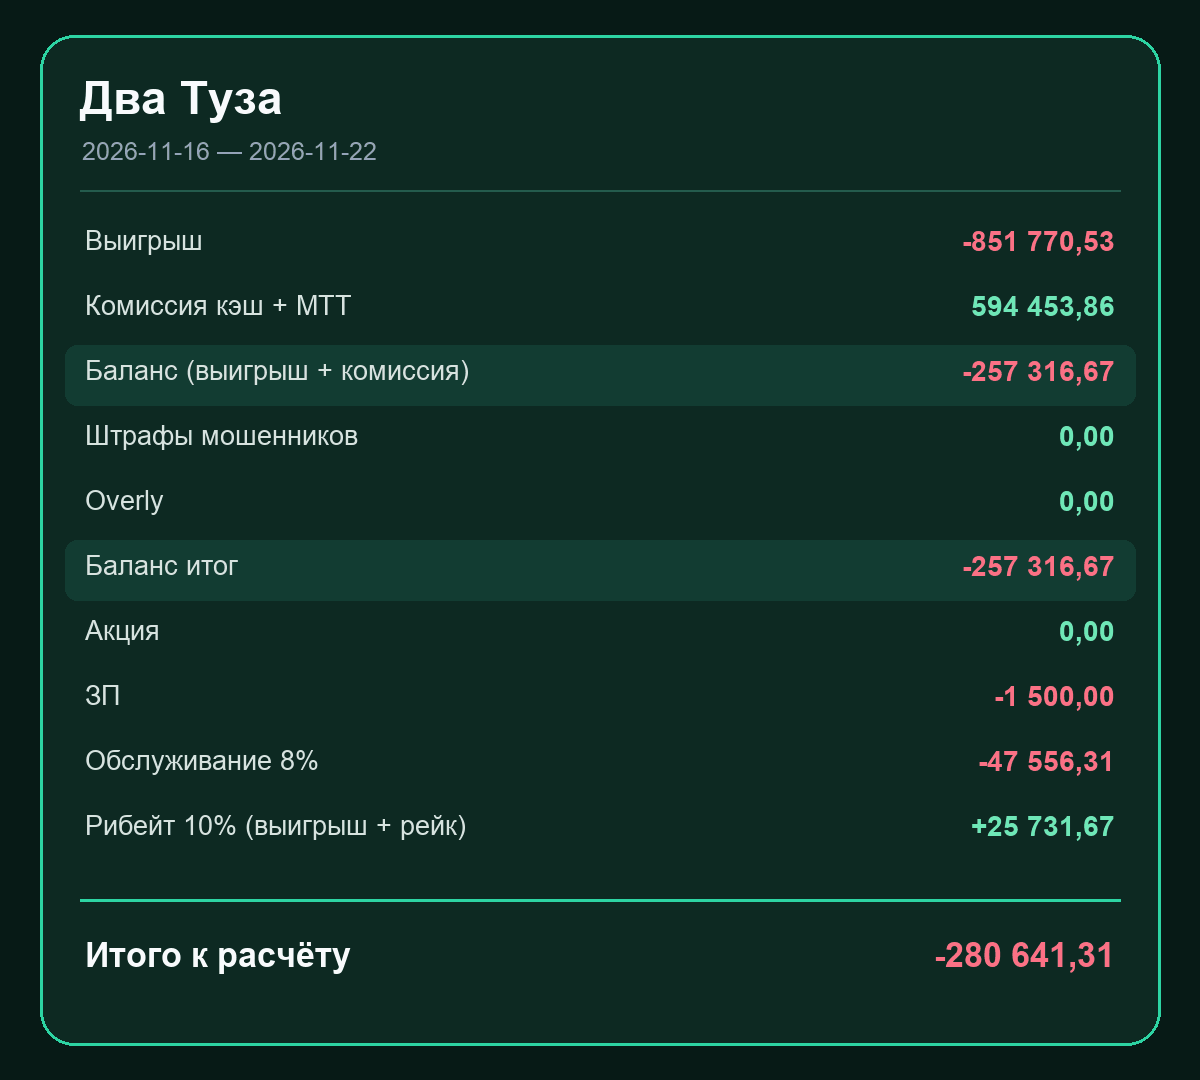 Два Туза
2026-11-16 — 2026-11-22
Выигрыш -851 770,53
Комиссия кэш + МТТ 594 453,86
Баланс (выигрыш + комиссия) -257 316,67
Штрафы мошенников 0,00
Overly 0,00
Баланс итог -257 316,67
Акция 0,00
ЗП -1 500,00
Обслуживание 8% -47 556,31
Рибейт 10% (выигрыш + рейк) +25 731,67
Итого к расчёту -280 641,31